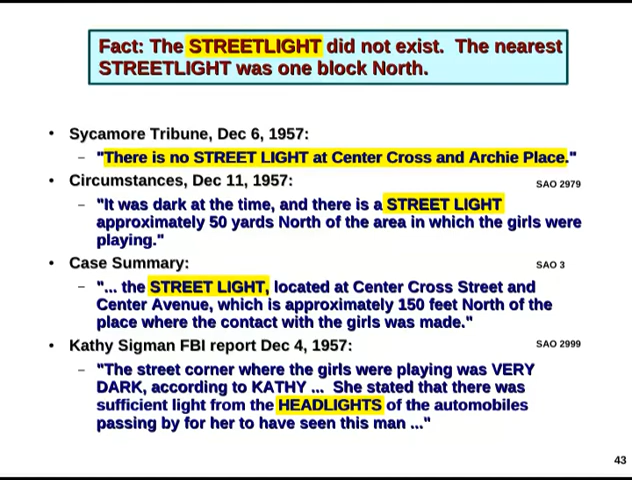 Fact: The STREETLIGHT did not exist. The nearest
STREETLIGHT was one block North.
• Sycamore Tribune, Dec 6, 1957:
– "There is no STREET LIGHT at Center Cross and Archie Place."
• Circumstances, Dec 11, 1957:
SAO 2979
– "It was dark at the time, and there is a STREET LIGHT
approximately 50 yards North of the area in which the girls were
playing."
• Case Summary:
SAO 3
– "... the STREET LIGHT, located at Center Cross Street and
Center Avenue, which is approximately 150 feet North of the
place where the contact with the girls was made."
• Kathy Sigman FBI report Dec 4, 1957:
SAO 2999
– "The street corner where the girls were playing was VERY
DARK, according to KATHY ... She stated that there was
sufficient light from the HEADLIGHTS of the automobiles
passing by for her to have seen this man ..."
43